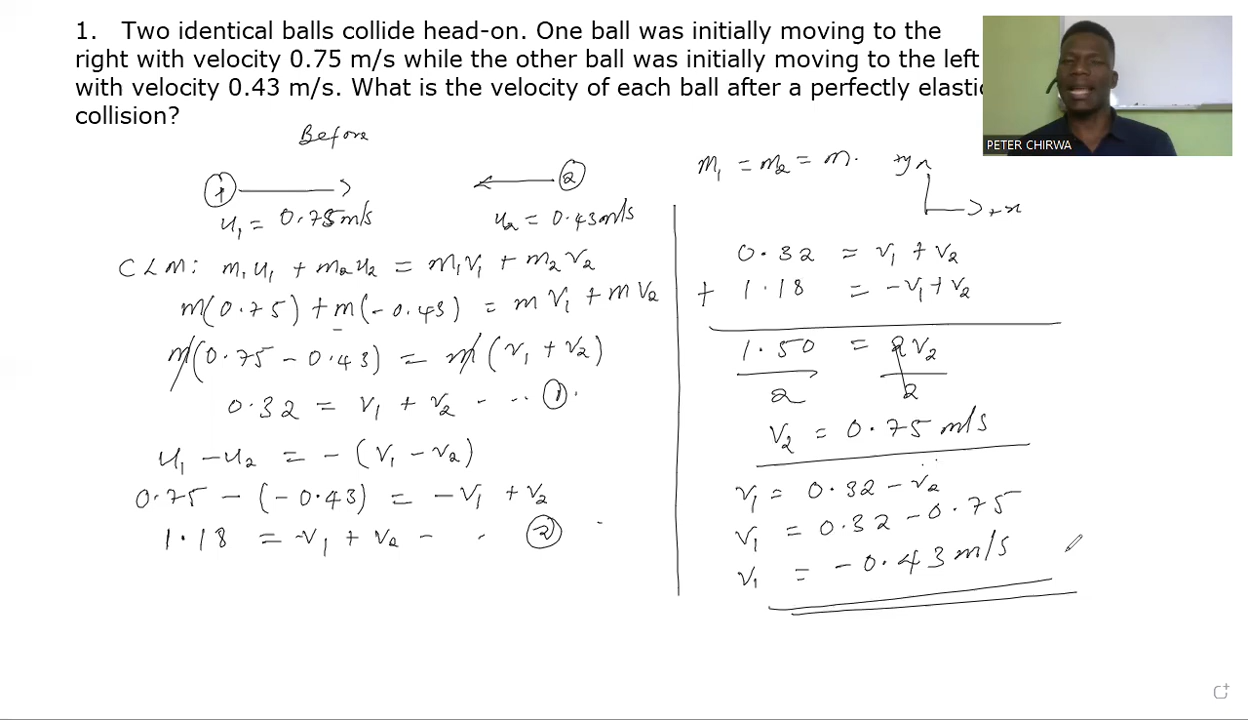 1. Two identical balls collide head-on. One ball was initially moving to the
right with velocity 0.75 m/s while the other ball was initially moving to the left
with velocity 0.43 m/s. What is the velocity of each ball after a perfectly elastic
collision?
PETER CHIRWA
Before
1
2
u₁ = 0.75m/s
u₂ = 0.43m/s
CLM: m₁u₁ + m₂u₂ = m₁v₁ + m₂v₂
m(0.75) + m(-0.43) = mv₁ + mv₂
m(0.75 - 0.43) = m(v₁ + v₂)
0.32 = v₁ + v₂ - .. ①.
u₁ - u₂ = - (v₁ - v₂)
0.75 - (-0.43) = -v₁ + v₂
1.18 = -v₁ + v₂ - . ②
m₁ = m₂ = m.
+y
+x
0.32 = v₁ + v₂
+ 1.18 = -v₁ + v₂
1.50 = 2v₂
2 2
v₂ = 0.75 m/s
v₁ = 0.32 - v₂
v₁ = 0.32 - 0.75
v₁ = -0.43 m/s